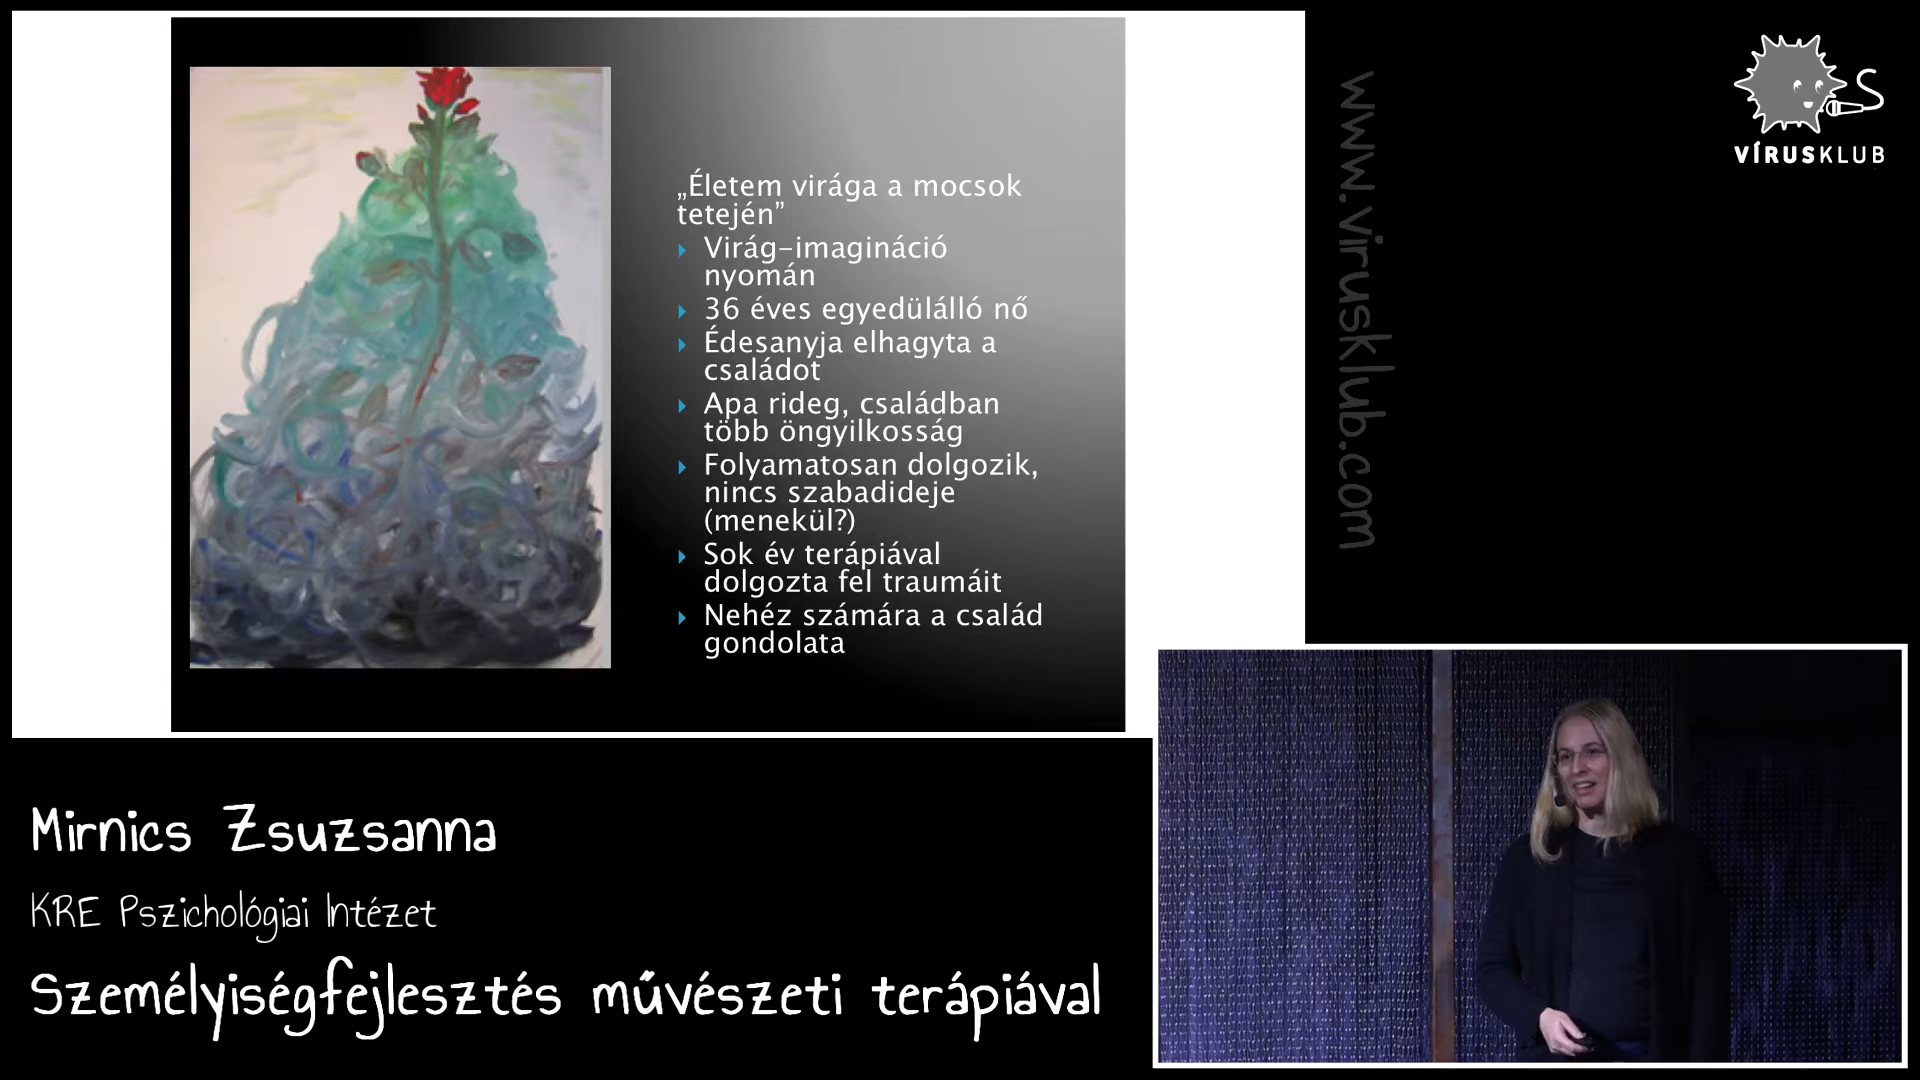 „Életem virága a mocsok
tetején”
Virág-imagináció
nyomán
36 éves egyedülálló nő
Édesanyja elhagyta a
családot
Apa rideg, családban
több öngyilkosság
Folyamatosan dolgozik,
nincs szabadideje
(menekül?)
Sok év terápiával
dolgozta fel traumáit
Nehéz számára a család
gondolata
www.virusklub.com
VÍRUSKLUB
Mirnics Zsuzsanna
KRE Pszichológiai Intézet
Személyiségfejlesztés művészeti terápiával